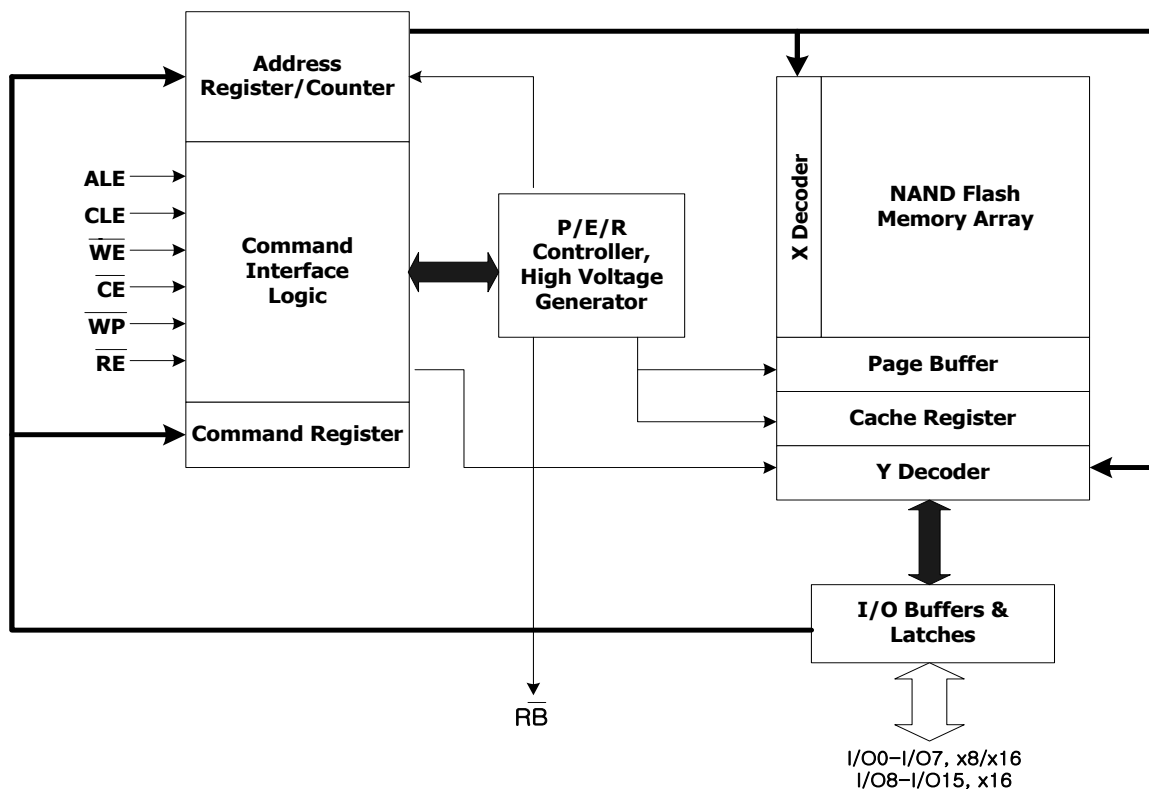 Address
Register/Counter
ALE
CLE
WE
CE
WP
RE
Command
Interface
Logic
Command Register
P/E/R
Controller,
High Voltage
Generator
RB
X Decoder
NAND Flash
Memory Array
Page Buffer
Cache Register
Y Decoder
I/O Buffers &
Latches
I/O0-I/O7, x8/x16
I/O8-I/O15, x16